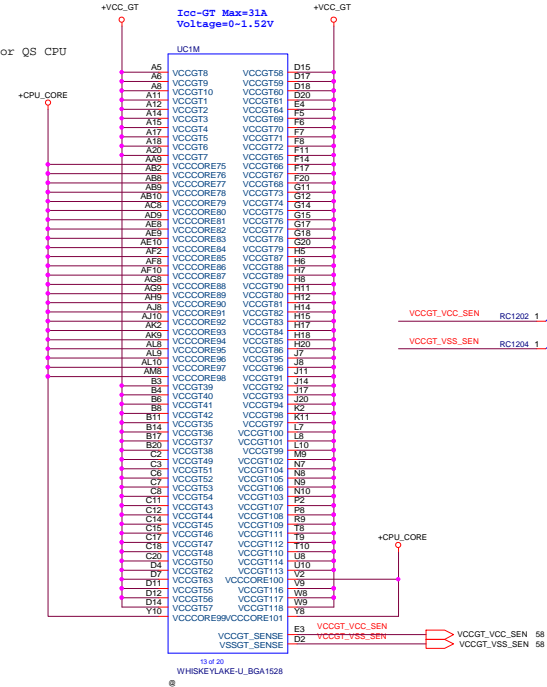 +VCC_GT
Icc-GT Max=31A
Voltage=0~1.52V
+VCC_GT
or QS CPU
UC1M
+CPU_CORE
A5 VCCGT8 VCCGT58 D15
A6 VCCGT9 VCCGT59 D17
A8 VCCGT10 VCCGT60 D18
A11 VCCGT1 VCCGT61 D20
A12 VCCGT2 VCCGT64 E4
A14 VCCGT3 VCCGT69 F5
A15 VCCGT4 VCCGT70 F6
A17 VCCGT5 VCCGT71 F7
A18 VCCGT6 VCCGT72 F8
A20 VCCGT7 VCCGT65 F11
AA9 VCCCORE75 VCCGT66 F14
AB2 VCCCORE76 VCCGT67 F17
AB8 VCCCORE77 VCCGT68 F20
AB9 VCCCORE78 VCCGT73 G11
AB10 VCCCORE79 VCCGT74 G12
AC8 VCCCORE80 VCCGT75 G14
AD9 VCCCORE81 VCCGT76 G15
AE8 VCCCORE82 VCCGT77 G17
AE9 VCCCORE83 VCCGT78 G18
AE10 VCCCORE84 VCCGT79 G20
AF2 VCCCORE85 VCCGT87 H5
AF8 VCCCORE86 VCCGT88 H6
AF10 VCCCORE87 VCCGT89 H7
AG8 VCCCORE88 VCCGT90 H8
AG9 VCCCORE89 VCCGT80 H11
AH9 VCCCORE90 VCCGT81 H12
AJ8 VCCCORE91 VCCGT82 H14
AJ10 VCCCORE92 VCCGT83 H15
AK2 VCCCORE93 VCCGT84 H17
AK9 VCCCORE94 VCCGT85 H18
AL8 VCCCORE95 VCCGT86 H20
AL9 VCCCORE96 VCCGT95 J7
AL10 VCCCORE97 VCCGT96 J8
AM8 VCCCORE98 VCCGT91 J11
B3 VCCGT39 VCCGT92 J14
B4 VCCGT40 VCCGT93 J17
B6 VCCGT41 VCCGT94 J20
B8 VCCGT42 VCCGT98 K2
B11 VCCGT35 VCCGT97 K11
B14 VCCGT36 VCCGT100 L7
B17 VCCGT37 VCCGT101 L8
B20 VCCGT38 VCCGT99 L10
C2 VCCGT49 VCCGT102 M9
C3 VCCGT51 VCCGT104 N7
C6 VCCGT52 VCCGT105 N8
C7 VCCGT53 VCCGT106 N9
C8 VCCGT54 VCCGT103 N10
C11 VCCGT43 VCCGT107 P2
C12 VCCGT44 VCCGT108 P8
C14 VCCGT45 VCCGT109 R9
C15 VCCGT46 VCCGT111 T8
C17 VCCGT47 VCCGT112 T9
C18 VCCGT48 VCCGT110 T10
C20 VCCGT50 VCCGT114 U8
D4 VCCGT62 VCCGT113 U10
D7 VCCGT63 VCCCORE100 V2
D11 VCCGT55 VCCGT116 V9
D12 VCCGT56 VCCGT117 W8
D14 VCCGT57 VCCGT118 W9
Y10 VCCCORE99 VCCCORE101 Y8
VCCGT_VCC_SEN RC1202 1
VCCGT_VSS_SEN RC1204 1
+CPU_CORE
VCCGT_SENSE E3 VCCGT_VCC_SEN VCCGT_VCC_SEN 58
VSSGT_SENSE D2 VCCGT_VSS_SEN VCCGT_VSS_SEN 58
13 of 20
WHISKEYLAKE-U_BGA1528
@